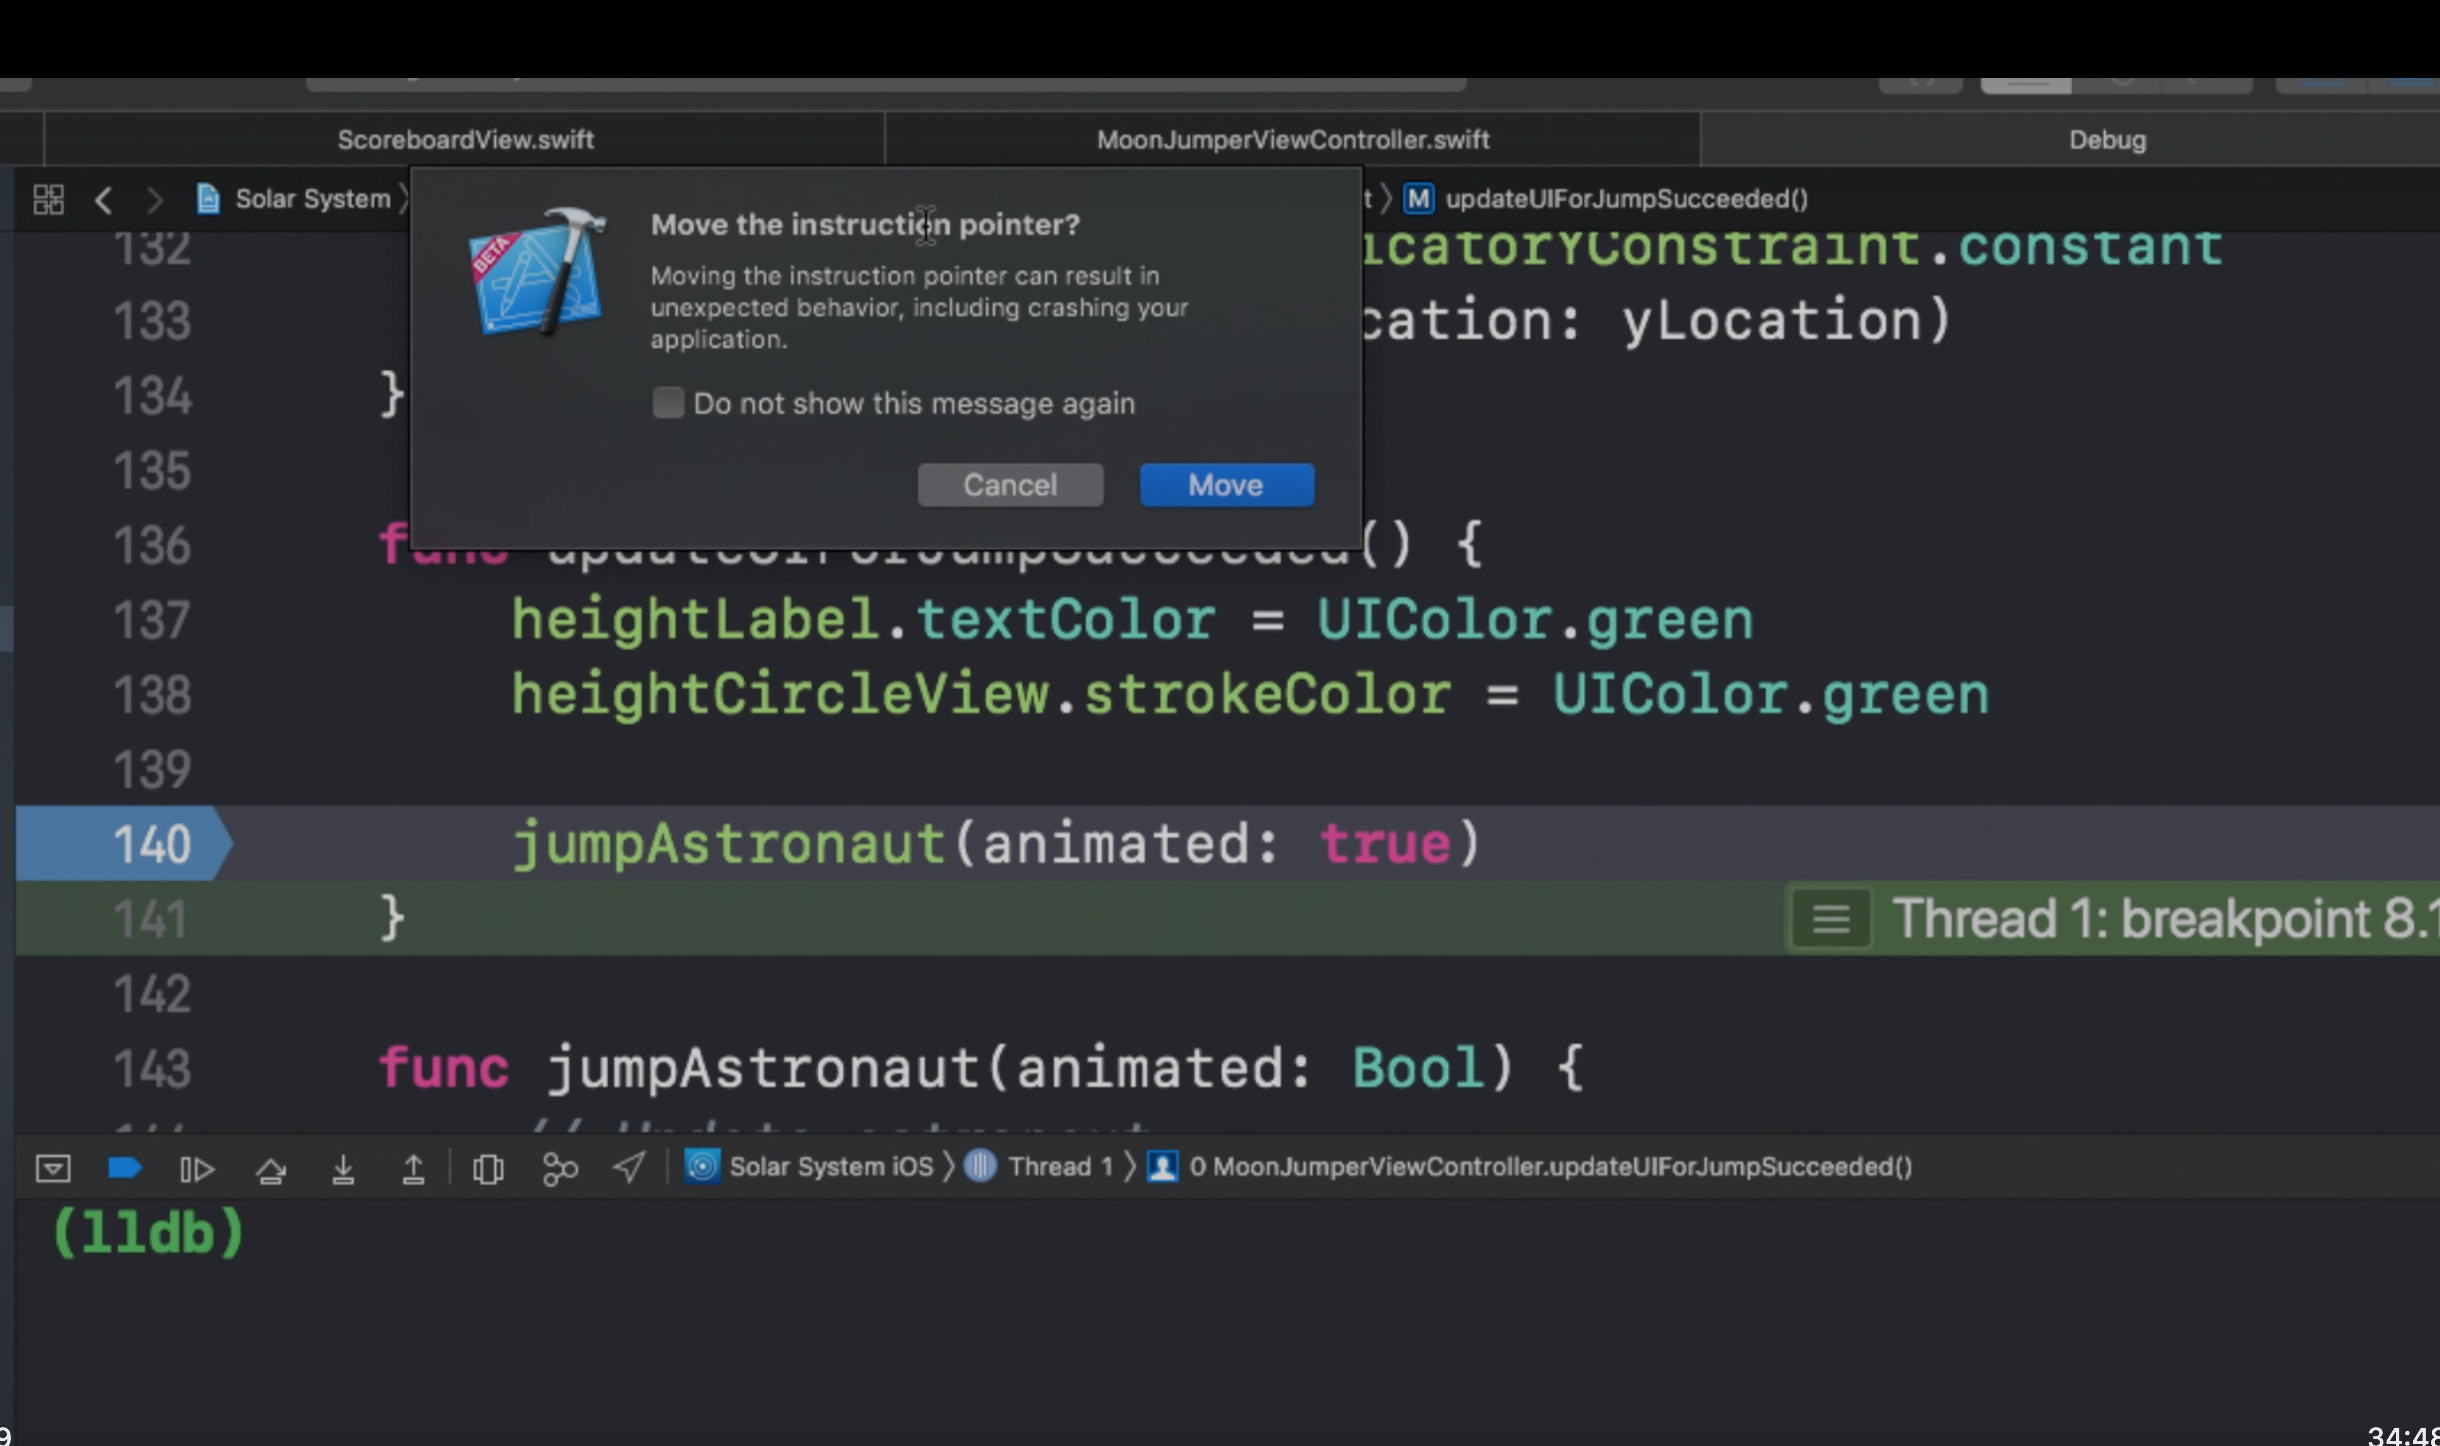 ScoreboardView.swift
MoonJumperViewController.swift
Debug
Solar System
t
M
updateUIForJumpSucceeded()
BETA
Move the instruction pointer?
Moving the instruction pointer can result in
unexpected behavior, including crashing your
application.
Do not show this message again
Cancel
Move
132 icatorYConstraint.constant
133 cation: yLocation)
134 }
135
136 func updateUIForJumpSucceeded() {
137 heightLabel.textColor = UIColor.green
138 heightCircleView.strokeColor = UIColor.green
139
140 jumpAstronaut(animated: true)
141 } Thread 1: breakpoint 8.1
142
143 func jumpAstronaut(animated: Bool) {
Solar System iOS
Thread 1
0 MoonJumperViewController.updateUIForJumpSucceeded()
(lldb)
9
34:48